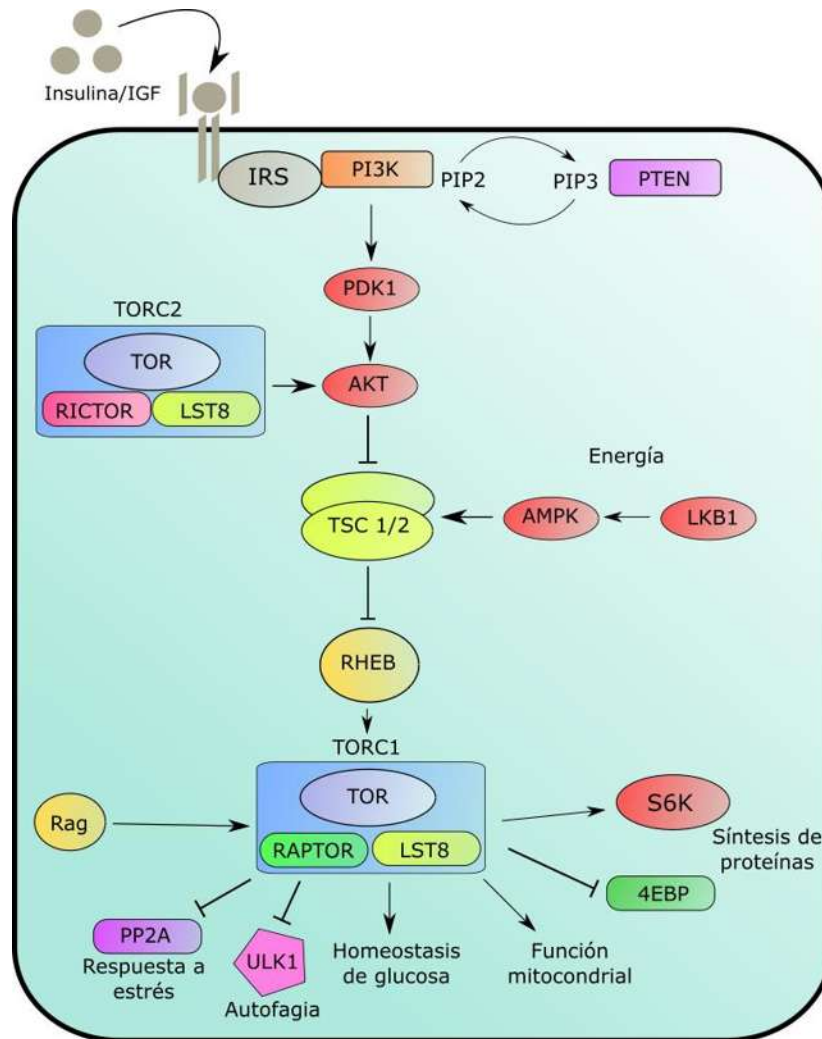 Insulina/IGF
IRS
PI3K
PIP2
PIP3
PTEN
PDK1
TORC2
TOR
RICTOR
LST8
AKT
Energía
TSC 1/2
AMPK
LKB1
RHEB
TORC1
TOR
RAPTOR
LST8
Rag
S6K
Síntesis de
proteínas
4EBP
PP2A
Respuesta a
estrés
ULK1
Autofagia
Homeostasis
de glucosa
Función
mitocondrial